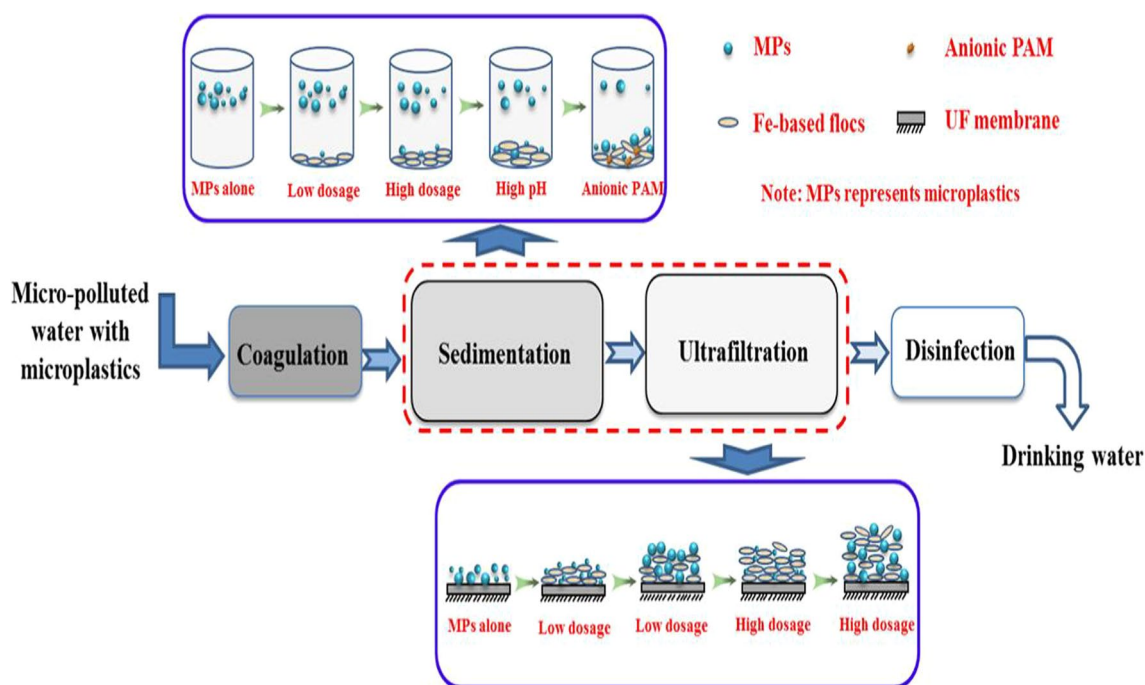 MPs
Anionic PAM
Fe-based flocs
UF membrane
Note: MPs represents microplastics
MPs alone
Low dosage
High dosage
High pH
Anionic PAM
Micro-polluted
water with
microplastics
Coagulation
Sedimentation
Ultrafiltration
Disinfection
Drinking water
MPs alone
Low dosage
Low dosage
High dosage
High dosage